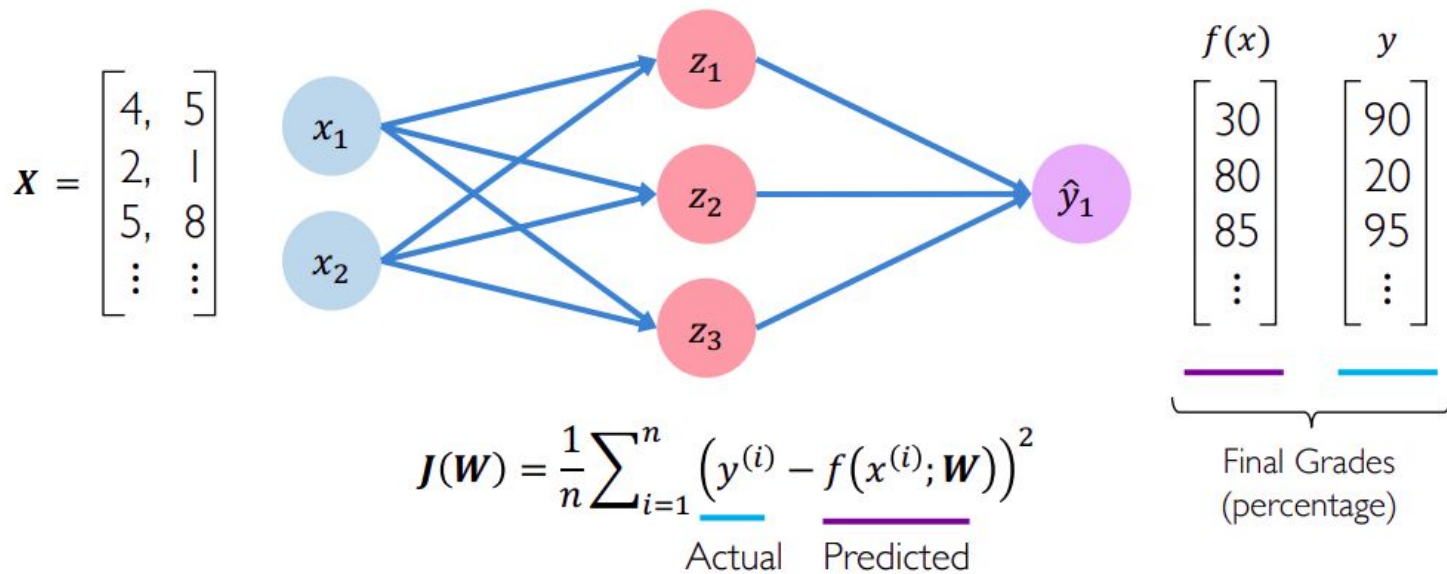 X = [4, 5
2, 1
5, 8
⋮ ⋮]
x₁
x₂
z₁
z₂
z₃
ŷ₁
f(x) y
30 90
80 20
85 95
⋮ ⋮
Final Grades
(percentage)
J(W) = 1/n ∑ᵢ₌₁ⁿ (y⁽ⁱ⁾ − f(x⁽ⁱ⁾; W))²
Actual Predicted